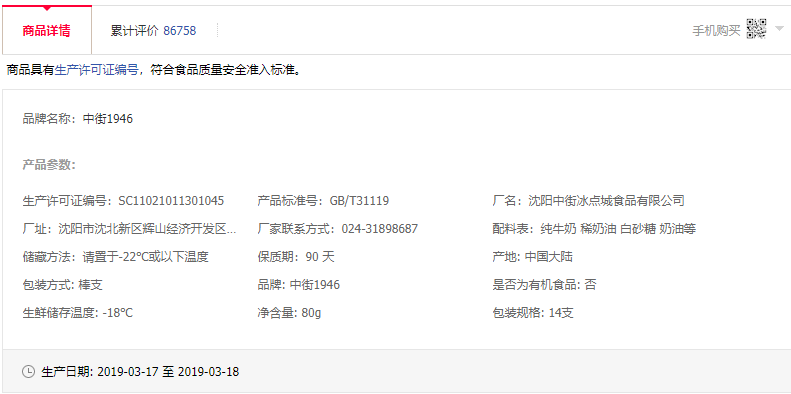 商品详情 累计评价 86758 手机购买
商品具有生产许可证编号，符合食品质量安全准入标准。
品牌名称：中街1946
产品参数：
生产许可证编号：SC11021011301045 产品标准号：GB/T31119 厂名：沈阳中街冰点城食品有限公司
厂址：沈阳市沈北新区辉山经济开发区... 厂家联系方式：024-31898687 配料表：纯牛奶 稀奶油 白砂糖 奶油等
储藏方法：请置于-22℃或以下温度 保质期：90 天 产地: 中国大陆
包装方式: 棒支 品牌: 中街1946 是否为有机食品: 否
生鲜储存温度: -18℃ 净含量: 80g 包装规格: 14支
生产日期: 2019-03-17 至 2019-03-18